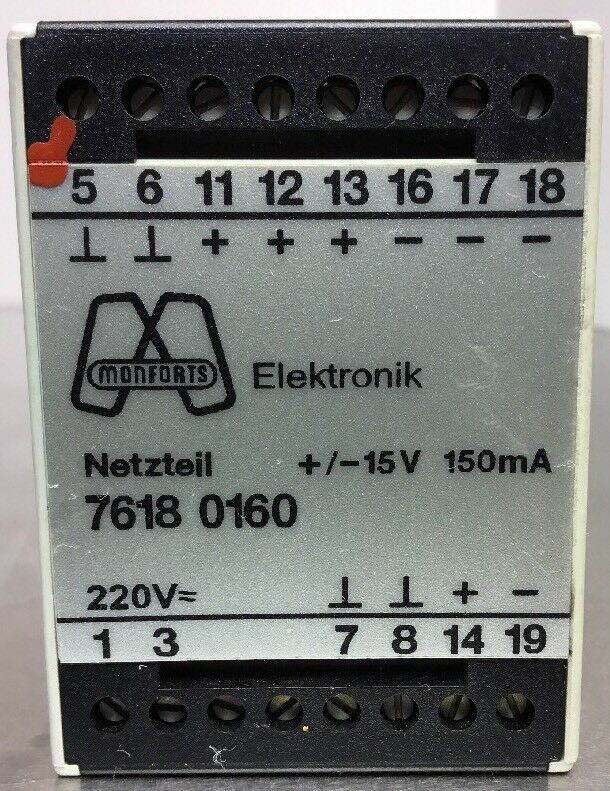 5 6 11 12 13 16 17 18
⊥ ⊥ + + + − − −
MONFORTS
Elektronik
Netzteil +/-15V 150mA
7618 0160
220V≂ ⊥ ⊥ + −
1 3 7 8 14 19